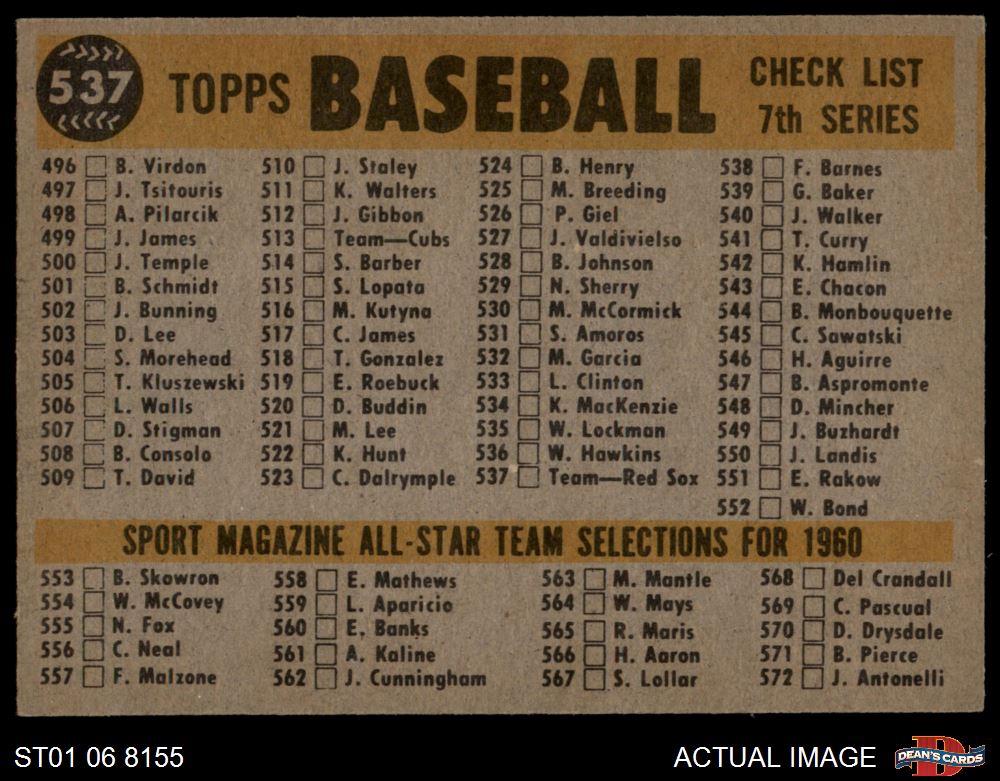 537 TOPPS BASEBALL CHECK LIST
7th SERIES
496 B. Virdon
497 J. Tsitouris
498 A. Pilarcik
499 J. James
500 J. Temple
501 B. Schmidt
502 J. Bunning
503 D. Lee
504 S. Morehead
505 T. Kluszewski
506 L. Walls
507 D. Stigman
508 B. Consolo
509 T. David
510 J. Staley
511 K. Walters
512 J. Gibbon
513 Team—Cubs
514 S. Barber
515 S. Lopata
516 M. Kutyna
517 C. James
518 T. Gonzalez
519 E. Roebuck
520 D. Buddin
521 M. Lee
522 K. Hunt
523 C. Dalrymple
524 B. Henry
525 M. Breeding
526 P. Giel
527 J. Valdivielso
528 B. Johnson
529 N. Sherry
530 M. McCormick
531 S. Amoros
532 M. Garcia
533 L. Clinton
534 K. MacKenzie
535 W. Lockman
536 W. Hawkins
537 Team—Red Sox
538 F. Barnes
539 G. Baker
540 J. Walker
541 T. Curry
542 K. Hamlin
543 E. Chacon
544 B. Monbouquette
545 C. Sawatski
546 H. Aguirre
547 B. Aspromonte
548 D. Mincher
549 J. Buzhardt
550 J. Landis
551 E. Rakow
552 W. Bond
SPORT MAGAZINE ALL-STAR TEAM SELECTIONS FOR 1960
553 B. Skowron
554 W. McCovey
555 N. Fox
556 C. Neal
557 F. Malzone
558 E. Mathews
559 L. Aparicio
560 E. Banks
561 A. Kaline
562 J. Cunningham
563 M. Mantle
564 W. Mays
565 R. Maris
566 H. Aaron
567 S. Lollar
568 Del Crandall
569 C. Pascual
570 D. Drysdale
571 B. Pierce
572 J. Antonelli
ST01 06 8155
ACTUAL IMAGE
D
DEAN'S CARDS